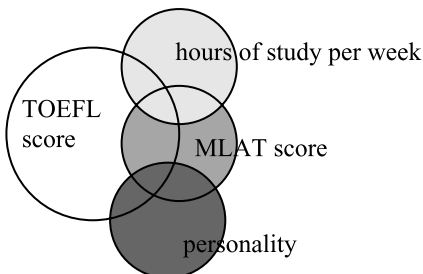 hours of study per week
TOEFL
score
MLAT score
personality